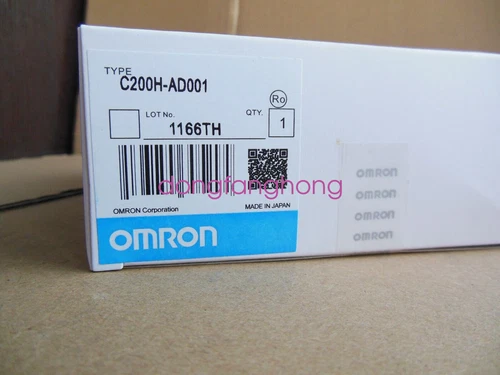 TYPE
C200H-AD001
Ro
LOT No.
QTY.
1166TH
1
dongfanghong
OMRON Corporation
MADE IN JAPAN
OMRON
OMRON
OMRON
OMRON
OMRON